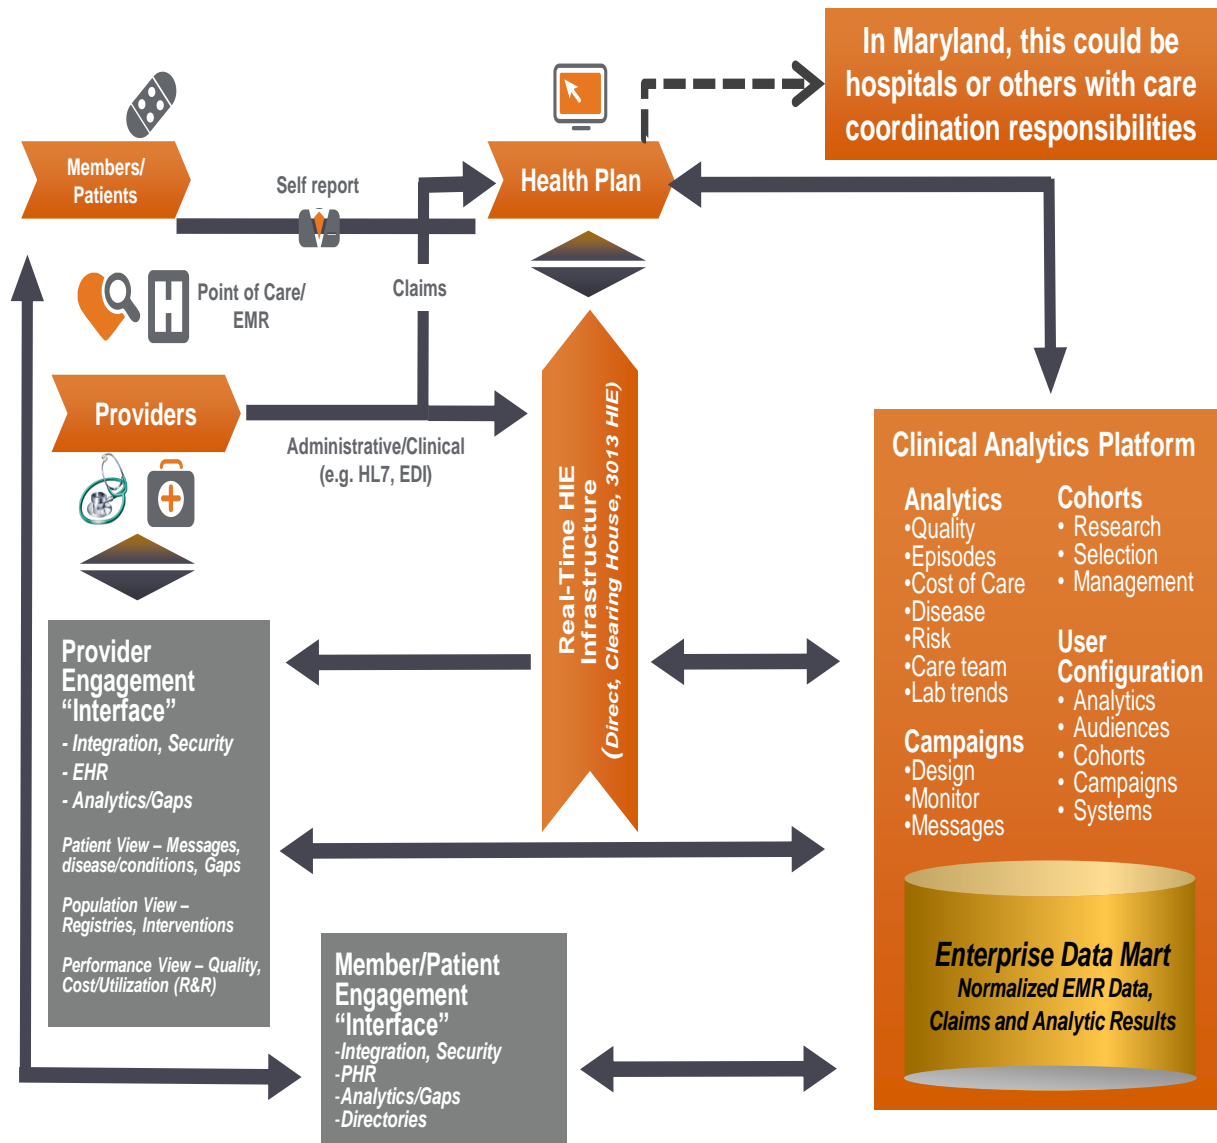 In Maryland, this could be
hospitals or others with care
coordination responsibilities
Members/
Patients
Self report
Health Plan
Point of Care/
EMR
Claims
Providers
Administrative/Clinical
(e.g. HL7, EDI)
Real-Time HIE
Infrastructure
(Direct, Clearing House, 3013 HIE)
Clinical Analytics Platform
Analytics
•Quality
•Episodes
•Cost of Care
•Disease
•Risk
•Care team
•Lab trends
Campaigns
•Design
•Monitor
•Messages
Cohorts
• Research
• Selection
• Management
User
Configuration
• Analytics
• Audiences
• Cohorts
• Campaigns
• Systems
Enterprise Data Mart
Normalized EMR Data,
Claims and Analytic Results
Provider
Engagement
“Interface”
- Integration, Security
- EHR
- Analytics/Gaps
Patient View – Messages,
disease/conditions, Gaps
Population View –
Registries, Interventions
Performance View – Quality,
Cost/Utilization (R&R)
Member/Patient
Engagement
“Interface”
-Integration, Security
-PHR
-Analytics/Gaps
-Directories